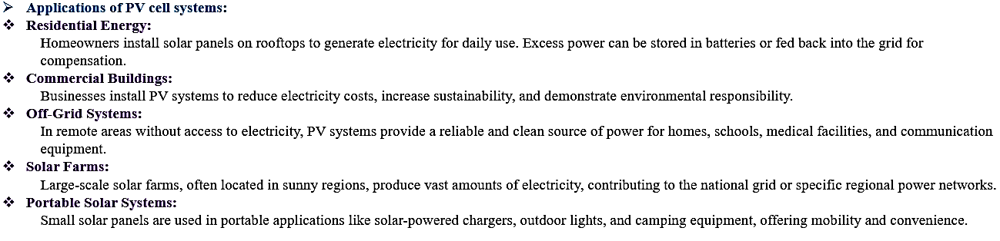 ➢ Applications of PV cell systems:
❖ Residential Energy:
Homeowners install solar panels on rooftops to generate electricity for daily use. Excess power can be stored in batteries or fed back into the grid for
compensation.
❖ Commercial Buildings:
Businesses install PV systems to reduce electricity costs, increase sustainability, and demonstrate environmental responsibility.
❖ Off-Grid Systems:
In remote areas without access to electricity, PV systems provide a reliable and clean source of power for homes, schools, medical facilities, and communication
equipment.
❖ Solar Farms:
Large-scale solar farms, often located in sunny regions, produce vast amounts of electricity, contributing to the national grid or specific regional power networks.
❖ Portable Solar Systems:
Small solar panels are used in portable applications like solar-powered chargers, outdoor lights, and camping equipment, offering mobility and convenience.